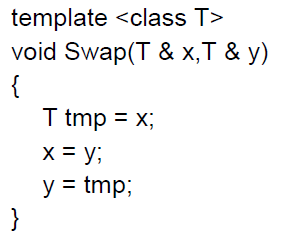 template <class T>
void Swap(T & x,T & y)
{
T tmp = x;
x = y;
y = tmp;
}